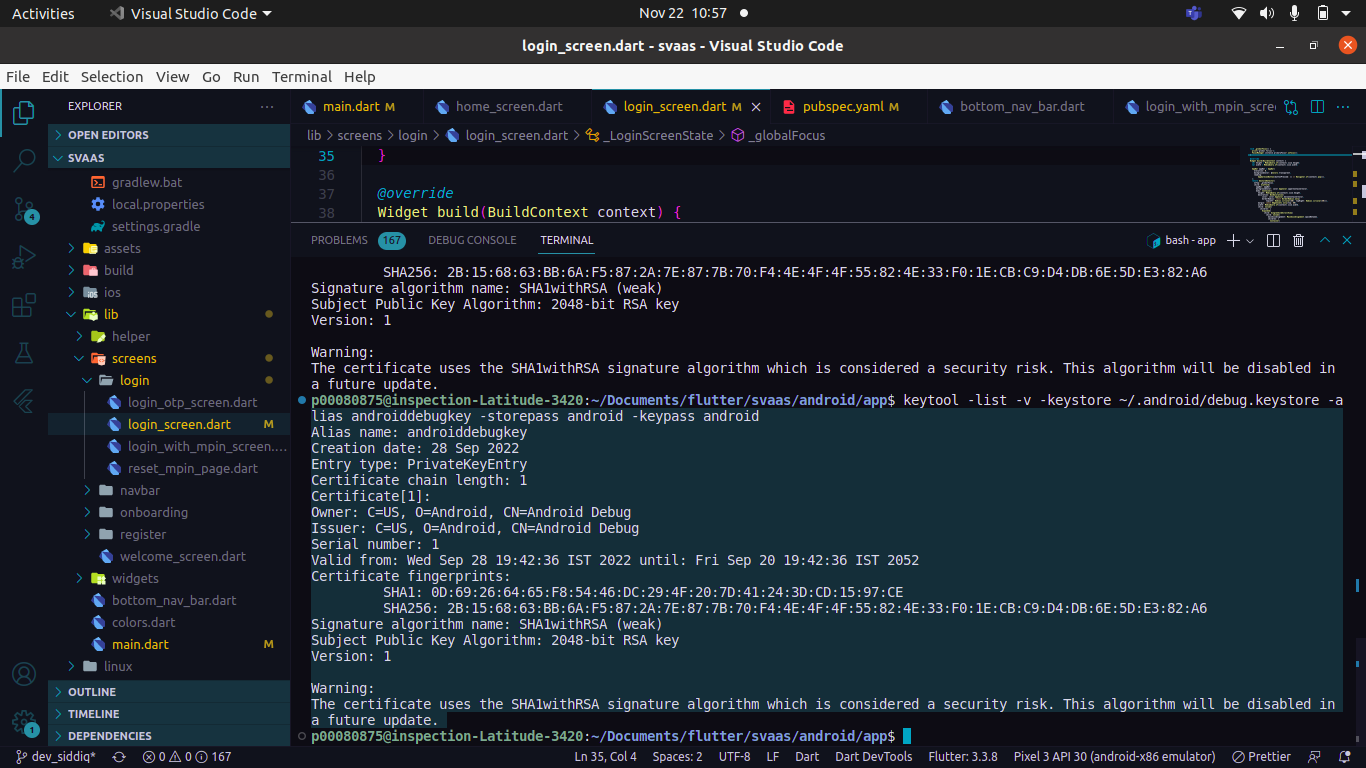 Activities
Visual Studio Code
Nov 22 10:57
login_screen.dart - svaas - Visual Studio Code
File Edit Selection View Go Run Terminal Help
EXPLORER
OPEN EDITORS
SVAAS
gradlew.bat
local.properties
settings.gradle
assets
build
ios
lib
helper
screens
login
login_otp_screen.dart
login_screen.dart M
login_with_mpin_screen....
reset_mpin_page.dart
navbar
onboarding
register
welcome_screen.dart
widgets
bottom_nav_bar.dart
colors.dart
main.dart M
linux
OUTLINE
TIMELINE
DEPENDENCIES
4
1
main.dart M
home_screen.dart
login_screen.dart M
pubspec.yaml M
bottom_nav_bar.dart
login_with_mpin_scree
lib > screens > login > login_screen.dart > _LoginScreenState > _globalFocus
35 }
36
37 @override
38 Widget build(BuildContext context) {
PROBLEMS 167 DEBUG CONSOLE TERMINAL
bash - app
SHA256: 2B:15:68:63:BB:6A:F5:87:2A:7E:87:7B:70:F4:4E:4F:4F:55:82:4E:33:F0:1E:CB:C9:D4:DB:6E:5D:E3:82:A6
Signature algorithm name: SHA1withRSA (weak)
Subject Public Key Algorithm: 2048-bit RSA key
Version: 1
Warning:
The certificate uses the SHA1withRSA signature algorithm which is considered a security risk. This algorithm will be disabled in
a future update.
p00080875@inspection-Latitude-3420:~/Documents/flutter/svaas/android/app$ keytool -list -v -keystore ~/.android/debug.keystore -a
lias androiddebugkey -storepass android -keypass android
Alias name: androiddebugkey
Creation date: 28 Sep 2022
Entry type: PrivateKeyEntry
Certificate chain length: 1
Certificate[1]:
Owner: C=US, O=Android, CN=Android Debug
Issuer: C=US, O=Android, CN=Android Debug
Serial number: 1
Valid from: Wed Sep 28 19:42:36 IST 2022 until: Fri Sep 20 19:42:36 IST 2052
Certificate fingerprints:
SHA1: 0D:69:26:64:65:F8:54:46:DC:29:4F:20:7D:41:24:3D:CD:15:97:CE
SHA256: 2B:15:68:63:BB:6A:F5:87:2A:7E:87:7B:70:F4:4E:4F:4F:55:82:4E:33:F0:1E:CB:C9:D4:DB:6E:5D:E3:82:A6
Signature algorithm name: SHA1withRSA (weak)
Subject Public Key Algorithm: 2048-bit RSA key
Version: 1
Warning:
The certificate uses the SHA1withRSA signature algorithm which is considered a security risk. This algorithm will be disabled in
a future update.
p00080875@inspection-Latitude-3420:~/Documents/flutter/svaas/android/app$
dev_siddiq* 0 0 167
Ln 35, Col 4 Spaces: 2 UTF-8 LF Dart Dart DevTools Flutter: 3.3.8 Pixel 3 API 30 (android-x86 emulator) Prettier